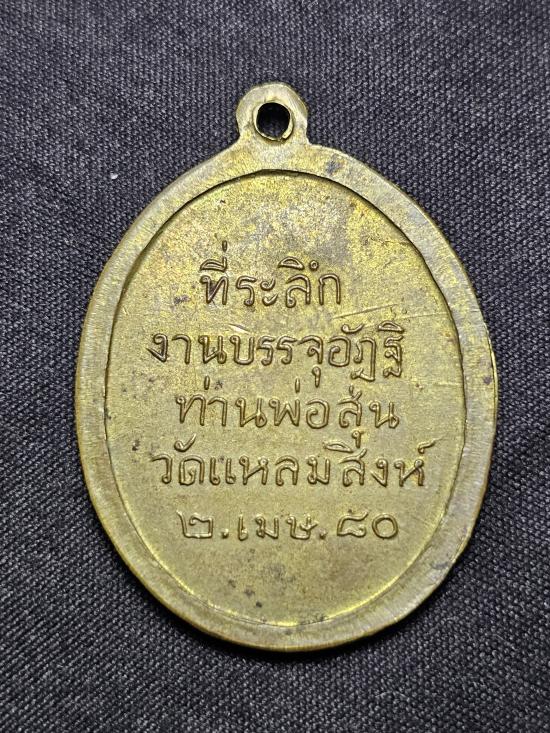 ที่ระลึก
งานบรรจุอัฏฐิ
ท่านพ่อสุ่น
วัดแหลมสิงห์
๒.เมษ.๘๐